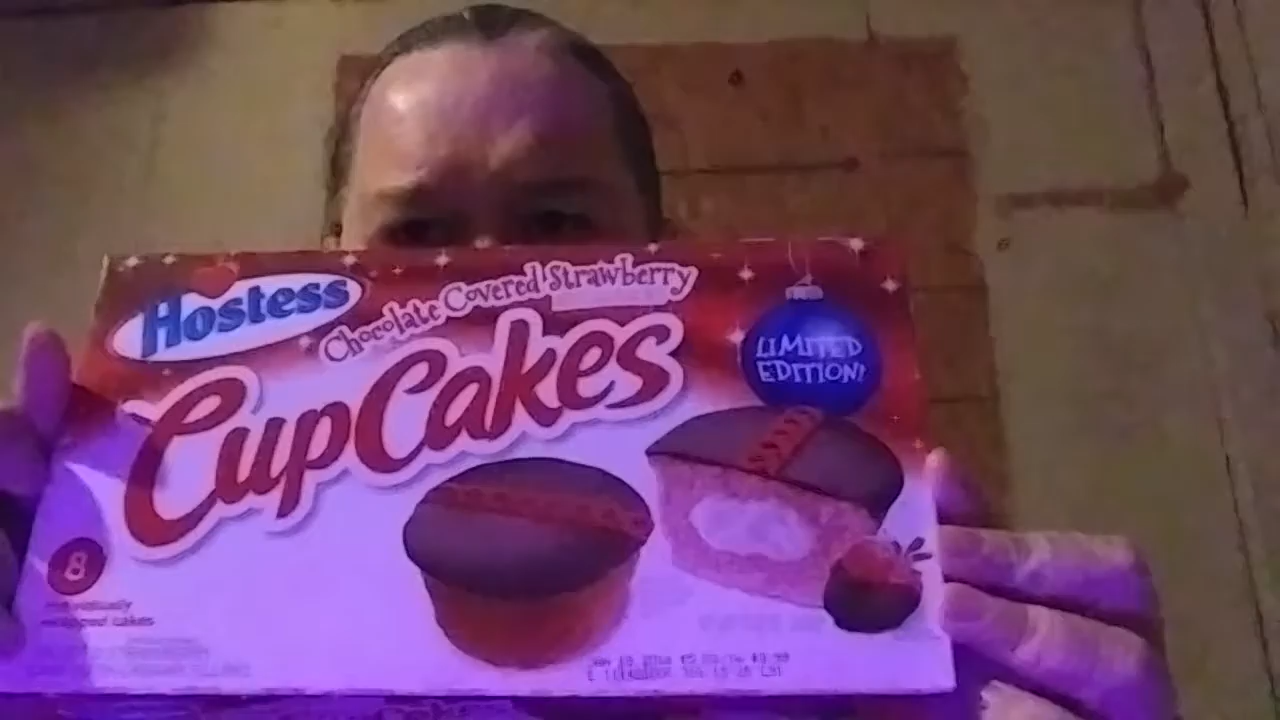 Hostess
Chocolate Covered Strawberry
CupCakes
LIMITED
EDITION!
8
individually
wrapped cakes